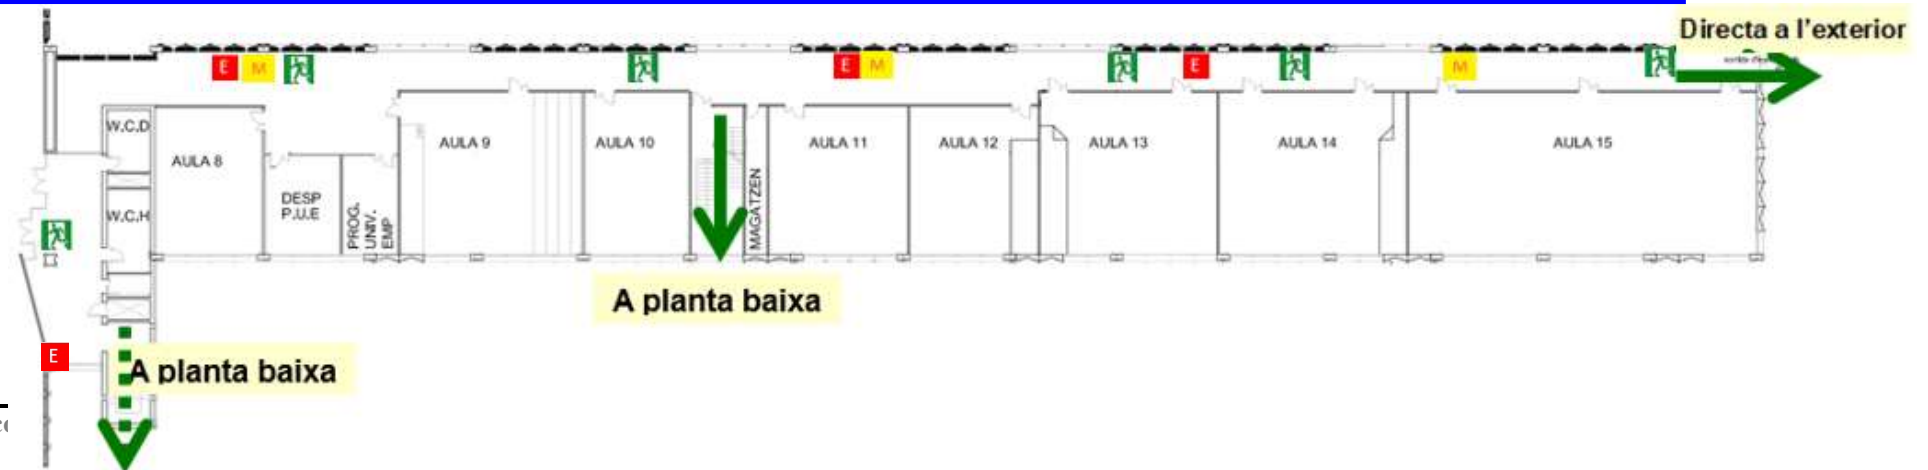 Directa a l'exterior
E M
E M
E
M
W.C.D
AULA 8
AULA 9
AULA 10
AULA 11
AULA 12
AULA 13
AULA 14
AULA 15
W.C.H
DESP
P.U.E
PROG.
UNIV.
EMP
MAGATZEN
A planta baixa
E
A planta baixa